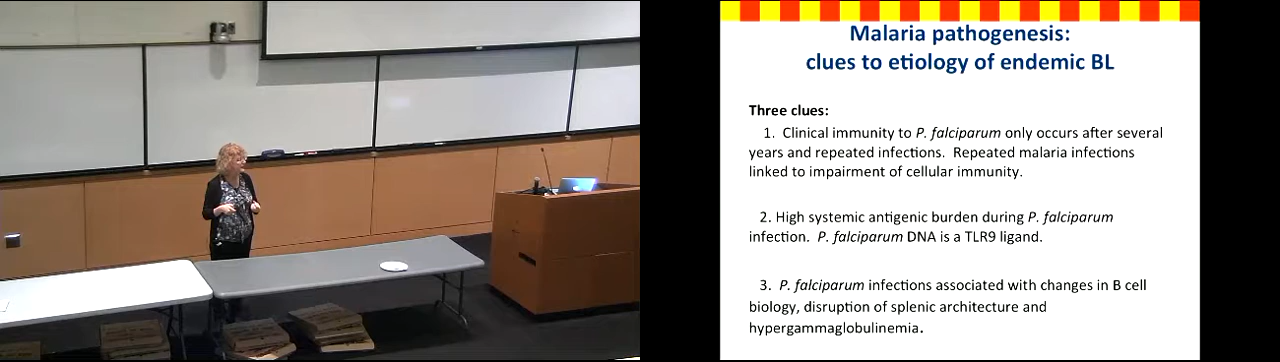 Malaria pathogenesis:
clues to etiology of endemic BL
Three clues:
1. Clinical immunity to P. falciparum only occurs after several
years and repeated infections. Repeated malaria infections
linked to impairment of cellular immunity.
2. High systemic antigenic burden during P. falciparum
infection. P. falciparum DNA is a TLR9 ligand.
3. P. falciparum infections associated with changes in B cell
biology, disruption of splenic architecture and
hypergammaglobulinemia.